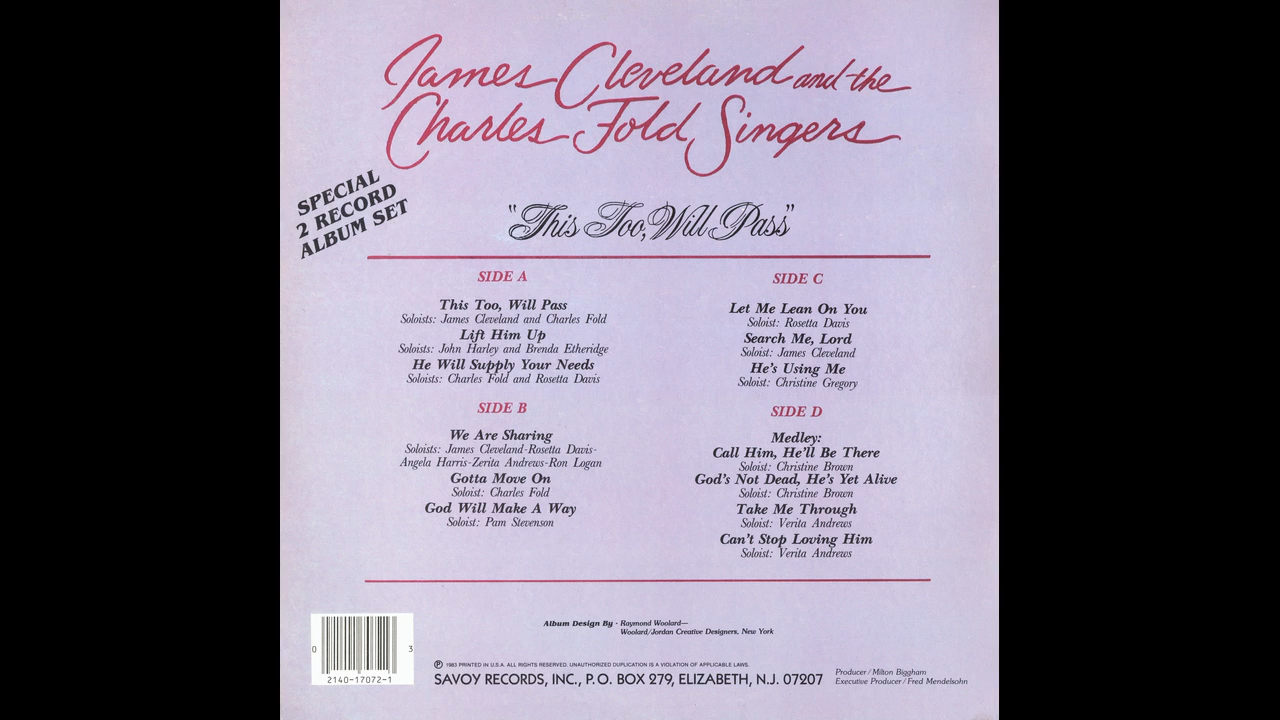 James Cleveland and the
Charles Fold Singers
SPECIAL
2 RECORD
ALBUM SET
"This Too, Will Pass"
SIDE A
This Too, Will Pass
Soloists: James Cleveland and Charles Fold
Lift Him Up
Soloists: John Harley and Brenda Etheridge
He Will Supply Your Needs
Soloists: Charles Fold and Rosetta Davis
SIDE B
We Are Sharing
Soloists: James Cleveland-Rosetta Davis-
Angela Harris-Zerita Andrews-Ron Logan
Gotta Move On
Soloist: Charles Fold
God Will Make A Way
Soloist: Pam Stevenson
SIDE C
Let Me Lean On You
Soloist: Rosetta Davis
Search Me, Lord
Soloist: James Cleveland
He's Using Me
Soloist: Christine Gregory
SIDE D
Medley:
Call Him, He'll Be There
Soloist: Christine Brown
God's Not Dead, He's Yet Alive
Soloist: Christine Brown
Take Me Through
Soloist: Verita Andrews
Can't Stop Loving Him
Soloist: Verita Andrews
Album Design By - Raymond Woolard—
Woolard/Jordan Creative Designers, New York
0 3
2140-17072-1
Ⓟ 1983 PRINTED IN U.S.A. ALL RIGHTS RESERVED. UNAUTHORIZED DUPLICATION IS A VIOLATION OF APPLICABLE LAWS.
SAVOY RECORDS, INC., P.O. BOX 279, ELIZABETH, N.J. 07207
Producer / Milton Biggham
Executive Producer / Fred Mendelsohn